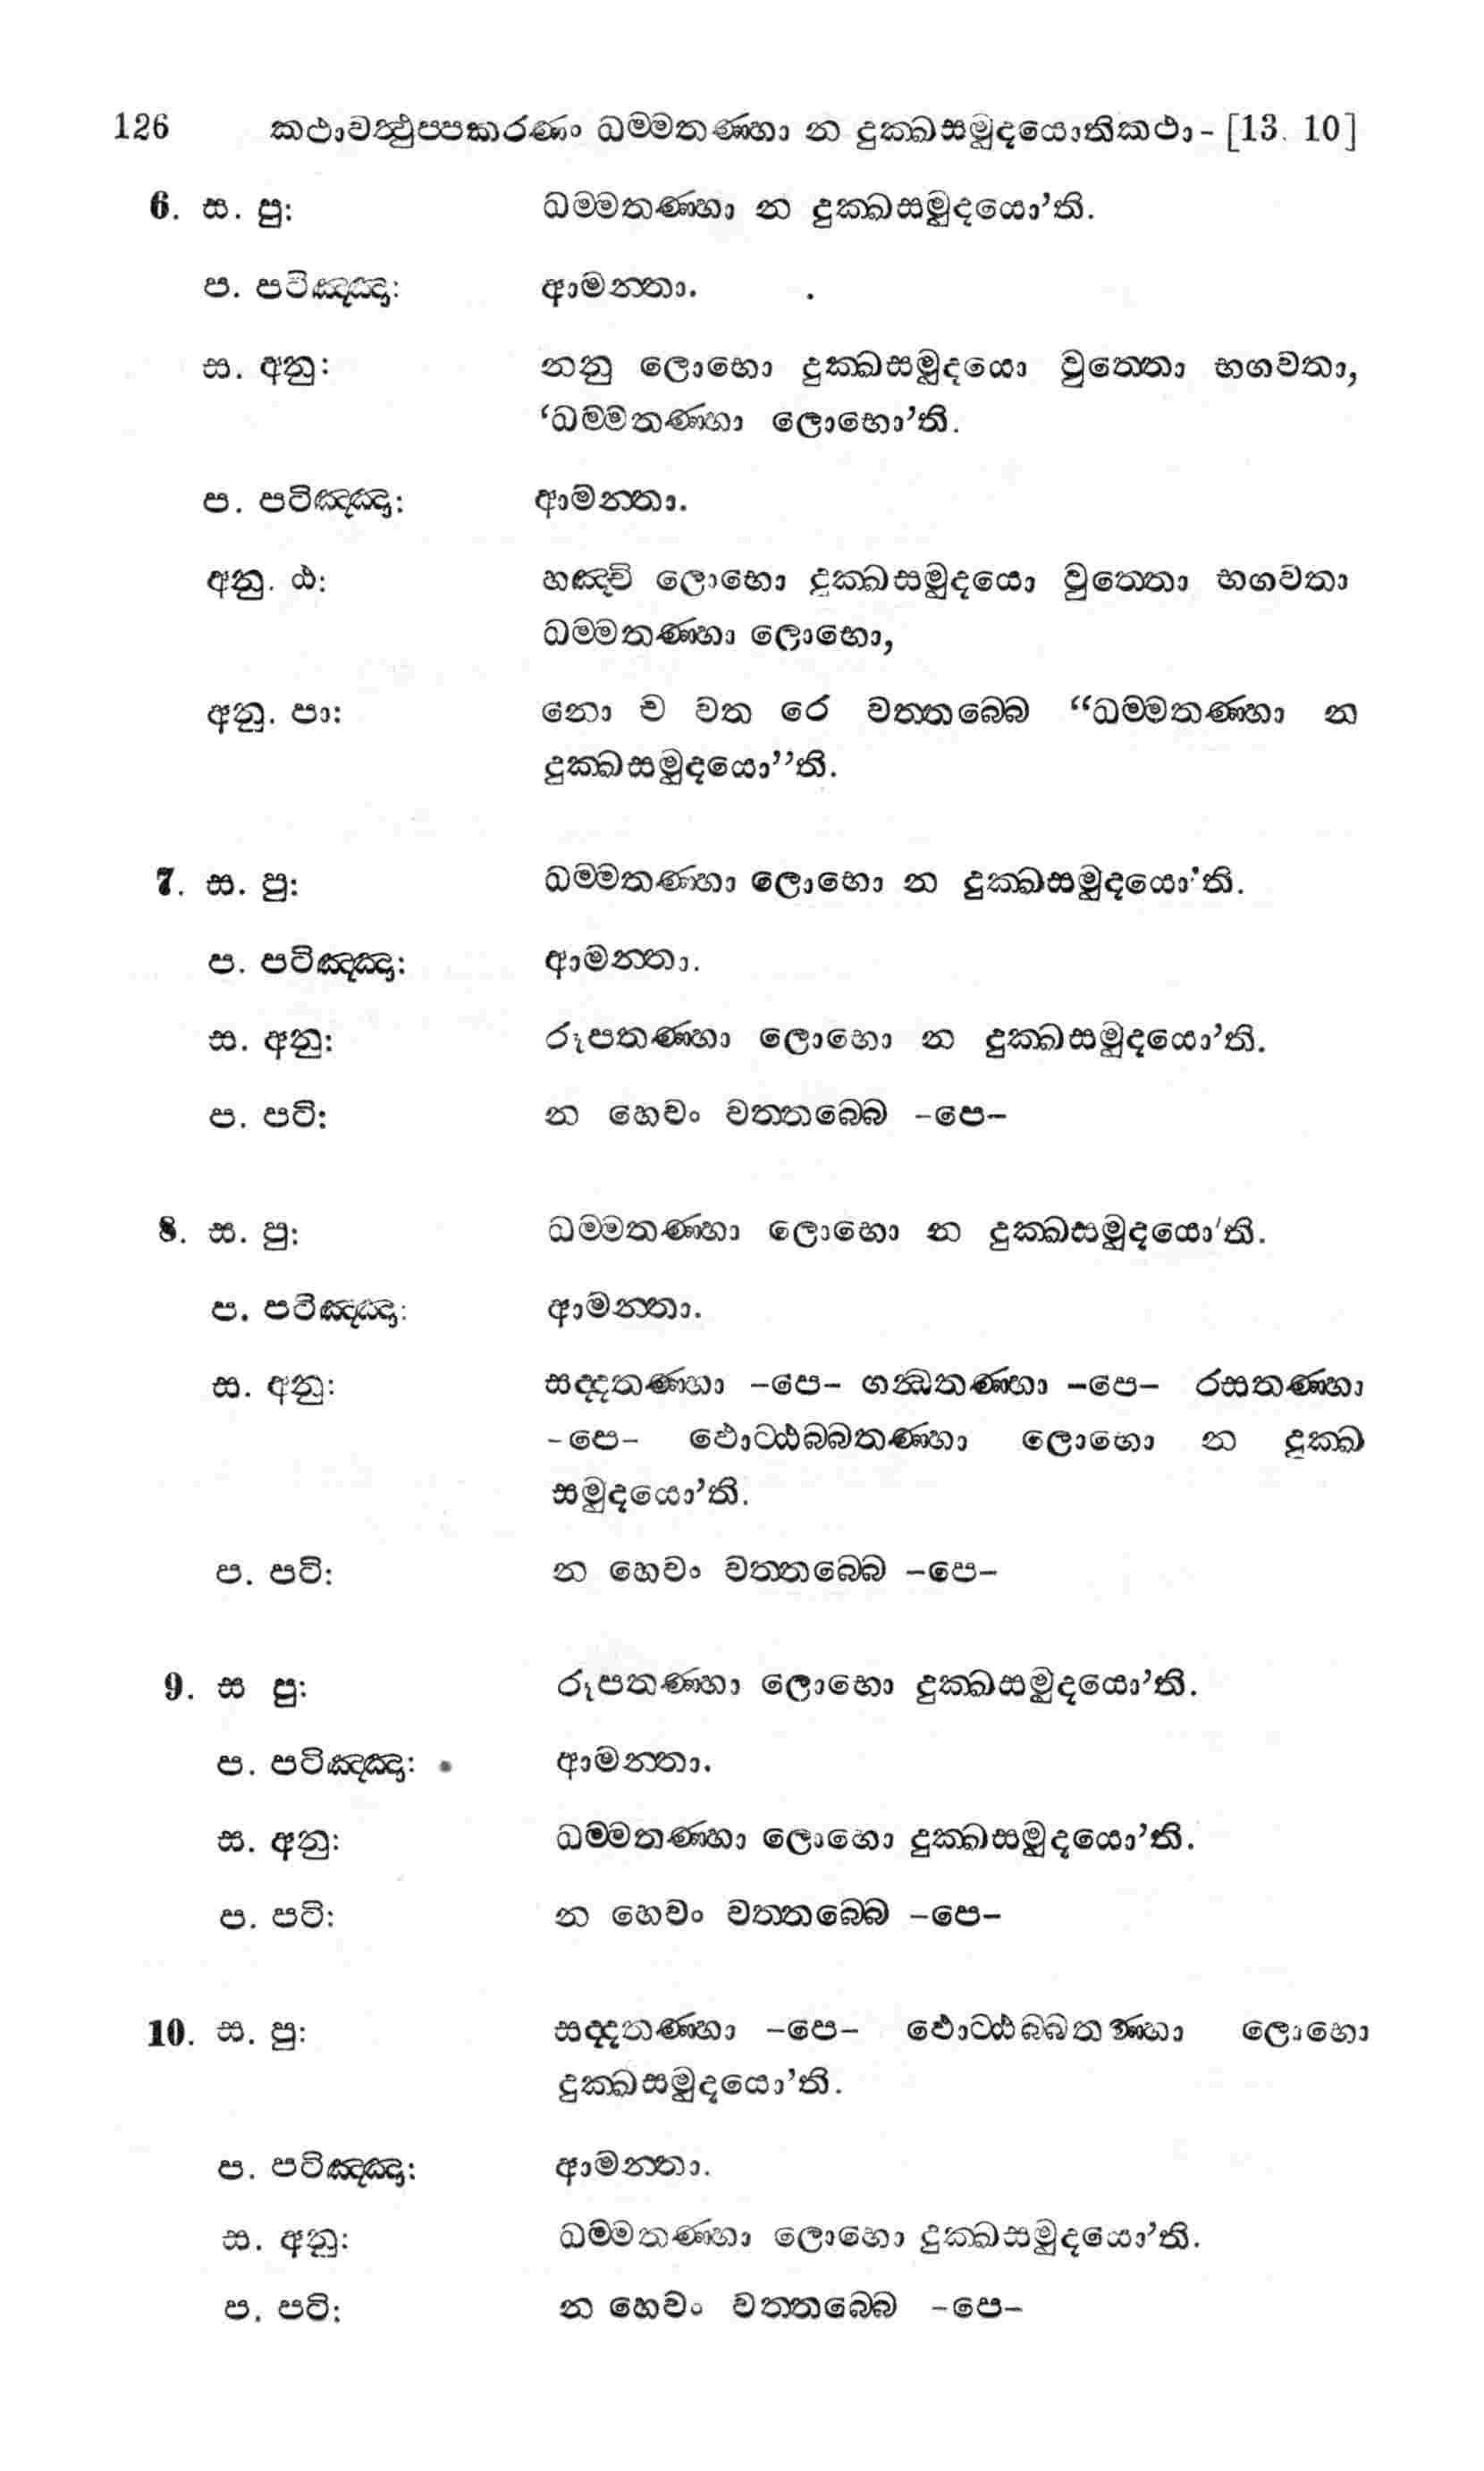 126 කථාවත්‍ථුප්‍පකරණං ධම්මතණ්හා න දුක්ඛසමුදයොතිකථා - [13. 10]
6. ස. පු: ධම්මතණ්හා න දුක්ඛසමුදයො’ති.
ප. පටිඤ්ඤා: ආමන්තා.
ස. අනු: නනු ලොභො දුක්ඛසමුදයො වුත්තො භගවතා,
‘ධම්මතණ්හා ලොභො’ති.
ප. පටිඤ්ඤා: ආමන්තා.
අනු. ඨ: හඤ්චි ලොභො දුක්ඛසමුදයො වුත්තො භගවතා
ධම්මතණ්හා ලොභො,
අනු. පා: නො ච වත රෙ වත්තබ්බෙ “ධම්මතණ්හා න
දුක්ඛසමුදයො”ති.
7. ස. පු: ධම්මතණ්හා ලොභො න දුක්ඛසමුදයො’ති.
ප. පටිඤ්ඤා: ආමන්තා.
ස. අනු: රූපතණ්හා ලොභො න දුක්ඛසමුදයො’ති.
ප. පටි: න හෙවං වත්තබ්බෙ -පෙ-
8. ස. පු: ධම්මතණ්හා ලොභො න දුක්ඛසමුදයො’ති.
ප. පටිඤ්ඤා: ආමන්තා.
ස. අනු: සද්දතණ්හා -පෙ- ගන්ධතණ්හා -පෙ- රසතණ්හා
-පෙ- ඵොට්ඨබ්බතණ්හා ලොභො න දුක්ඛ
සමුදයො’ති.
ප. පටි: න හෙවං වත්තබ්බෙ -පෙ-
9. ස පු: රූපතණ්හා ලොභො දුක්ඛසමුදයො’ති.
ප. පටිඤ්ඤා: ආමන්තා.
ස. අනු: ධම්මතණ්හා ලොභො දුක්ඛසමුදයො’ති.
ප. පටි: න හෙවං වත්තබ්බෙ -පෙ-
10. ස. පු: සද්දතණ්හා -පෙ- ඵොට්ඨබ්බතණ්හා ලොභො
දුක්ඛසමුදයො’ති.
ප. පටිඤ්ඤා: ආමන්තා.
ස. අනු: ධම්මතණ්හා ලොභො දුක්ඛසමුදයො’ති.
ප. පටි: න හෙවං වත්තබ්බෙ -පෙ-